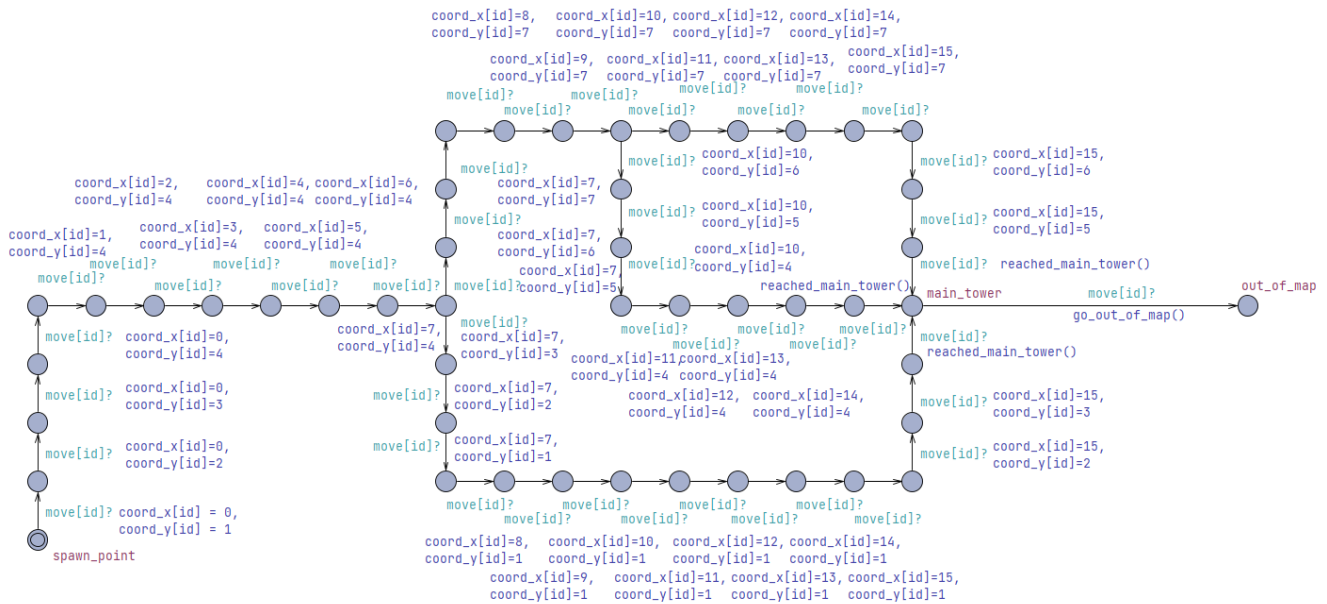 coord_x[id]=8, coord_x[id]=10, coord_x[id]=12, coord_x[id]=14,
coord_y[id]=7 coord_y[id]=7 coord_y[id]=7 coord_y[id]=7
coord_x[id]=9, coord_x[id]=11, coord_x[id]=13, coord_x[id]=15,
coord_y[id]=7 coord_y[id]=7 coord_y[id]=7 coord_y[id]=7
move[id]? move[id]? move[id]? move[id]?
move[id]? move[id]? move[id]? move[id]?
move[id]? coord_x[id]=10, move[id]? coord_x[id]=15,
coord_y[id]=6 coord_y[id]=6
move[id]?
coord_x[id]=2, coord_x[id]=4, coord_x[id]=6, coord_x[id]=7,
coord_y[id]=4 coord_y[id]=4 coord_y[id]=4 coord_y[id]=7
move[id]? move[id]? coord_x[id]=10, move[id]? coord_x[id]=15,
coord_y[id]=5 coord_y[id]=5
coord_x[id]=1, coord_x[id]=3, coord_x[id]=5, coord_x[id]=7,
coord_y[id]=4 coord_y[id]=4 coord_y[id]=4 coord_y[id]=6
coord_x[id]=10,
coord_y[id]=4
move[id]? move[id]? move[id]? move[id]? move[id]? move[id]? reached_main_tower()
coord_x[id]=7,
coord_y[id]=5
move[id]? move[id]? move[id]? move[id]?
reached_main_tower() main_tower move[id]? out_of_map
go_out_of_map()
move[id]? coord_x[id]=0, coord_x[id]=7, move[id]? move[id]? move[id]? move[id]?
coord_y[id]=4 coord_y[id]=4
coord_x[id]=7, move[id]? move[id]?
coord_y[id]=3
reached_main_tower()
coord_x[id]=11, coord_x[id]=13,
coord_y[id]=4 coord_y[id]=4
move[id]? coord_x[id]=0, move[id]? coord_x[id]=7,
coord_y[id]=3 coord_y[id]=2
coord_x[id]=12, coord_x[id]=14, move[id]? coord_x[id]=15,
coord_y[id]=4 coord_y[id]=4 coord_y[id]=3
move[id]? coord_x[id]=0, move[id]? coord_x[id]=7, move[id]? coord_x[id]=15,
coord_y[id]=2 coord_y[id]=1 coord_y[id]=2
move[id]? move[id]? move[id]? move[id]?
move[id]? coord_x[id] = 0, move[id]? move[id]? move[id]? move[id]?
coord_y[id] = 1
spawn_point
coord_x[id]=8, coord_x[id]=10, coord_x[id]=12, coord_x[id]=14,
coord_y[id]=1 coord_y[id]=1 coord_y[id]=1 coord_y[id]=1
coord_x[id]=9, coord_x[id]=11, coord_x[id]=13, coord_x[id]=15,
coord_y[id]=1 coord_y[id]=1 coord_y[id]=1 coord_y[id]=1